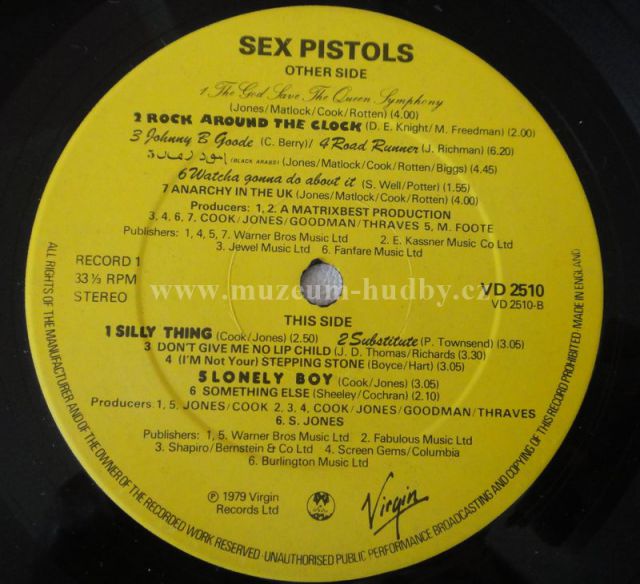 SEX PISTOLS
OTHER SIDE
1. The God Save The Queen Symphony
(Jones/Matlock/Cook/Rotten) (4.00)
2 ROCK AROUND THE CLOCK (D. E. Knight/M. Freedman) (2.00)
3 Johnny B Goode (C. Berry)/ 4 Road Runner (J. Richman) (6.20)
(BLACK ARABS) (Jones/Matlock/Cook/Rotten/Biggs) (4.45)
6 Watcha gonna do about it (S. Well/Potter) (1.55)
7 ANARCHY IN THE UK (Jones/Matlock/Cook/Rotten) (4.00)
Producers: 1, 2. A MATRIXBEST PRODUCTION
3, 4. 6, 7. COOK/JONES/GOODMAN/THRAVES 5, M. FOOTE
Publishers: 1, 4, 5, 7. Warner Bros Music Ltd 2. E. Kassner Music Co Ltd
3. Jewel Music Ltd 6. Fanfare Music Ltd
RECORD 1
33 ⅓ RPM
STEREO
VD 2510
VD 2510-B
www.muzeum-hudby.cz
THIS SIDE
1 SILLY THING (Cook/Jones) (2.50) 2 Substitute (P. Townsend) (3.05)
3 DON'T GIVE ME NO LIP CHILD (J. D. Thomas/Richards) (3.30)
4 (I'M Not Your) STEPPING STONE (Boyce/Hart) (3.05)
5 LONELY BOY (Cook/Jones) (3.05)
6 SOMETHING ELSE (Sheeley/Cochran) (2.10)
Producers 1, 5. JONES/COOK 2, 3, 4, COOK/JONES/GOODMAN/THRAVES
6. S. JONES
Publishers: 1, 5. Warner Bros Music Ltd 2. Fabulous Music Ltd
3. Shapiro/Bernstein & Co Ltd 4. Screen Gems/Columbia
6. Burlington Music Ltd
℗ 1979 Virgin
Records Ltd
Virgin
ALL RIGHTS OF THE MANUFACTURER AND OF THE OWNER OF THE RECORDED WORK RESERVED · UNAUTHORISED PUBLIC PERFORMANCE BROADCASTING AND COPYING OF THIS RECORD PROHIBITED · MADE IN ENGLAND